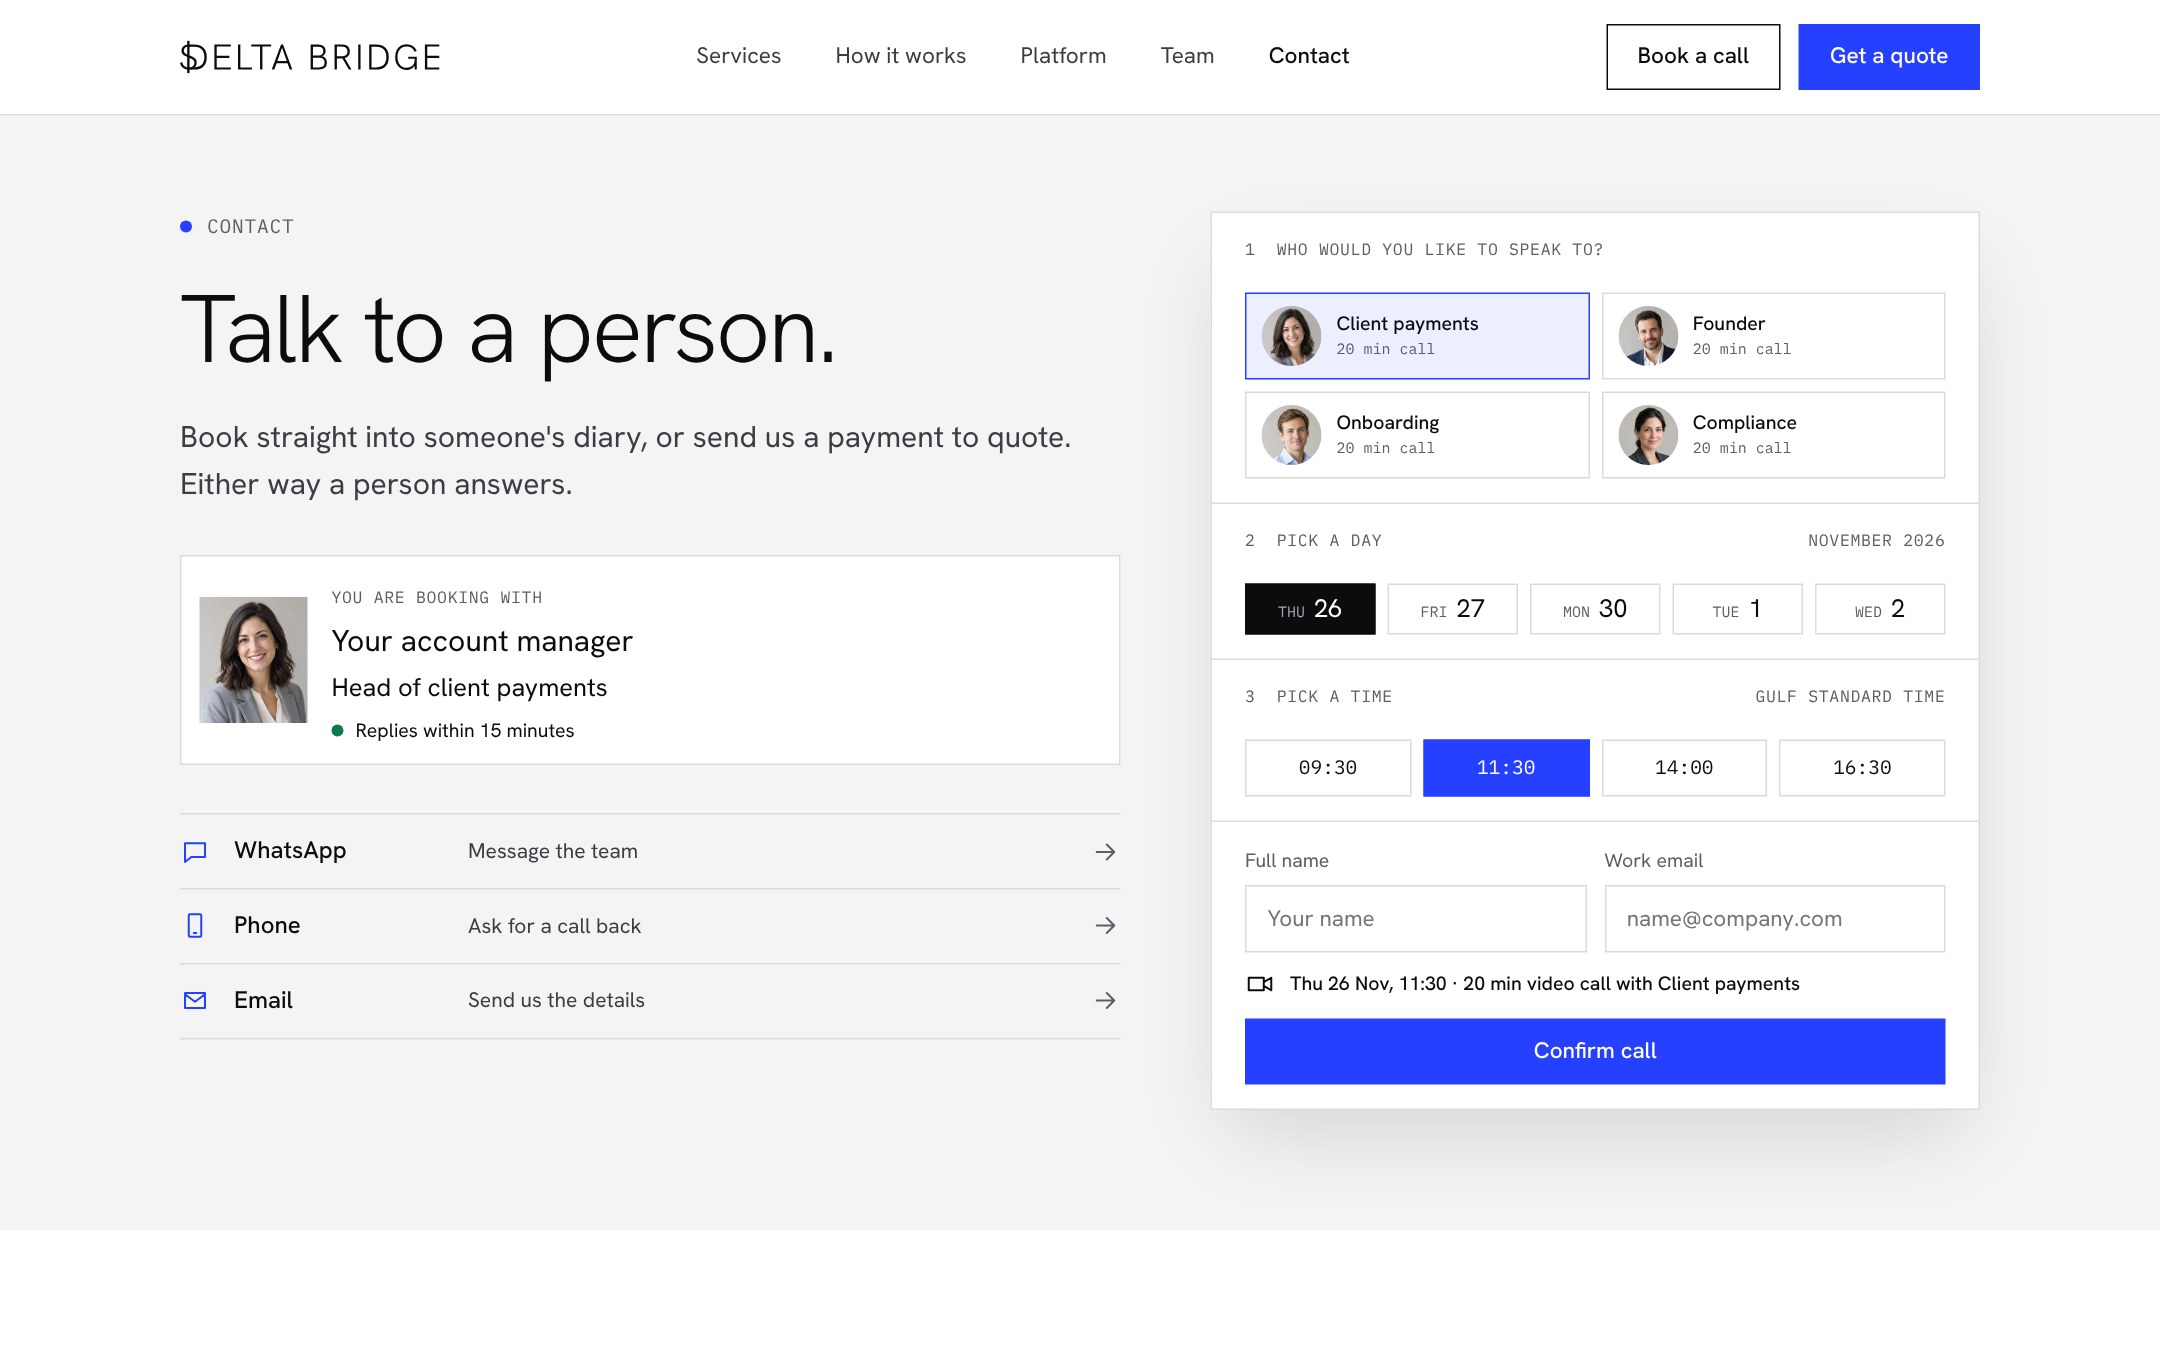 $ELTA BRIDGE
Services
How it works
Platform
Team
Contact
Book a call
Get a quote
CONTACT
Talk to a person.
Book straight into someone's diary, or send us a payment to quote.
Either way a person answers.
YOU ARE BOOKING WITH
Your account manager
Head of client payments
Replies within 15 minutes
WhatsApp Message the team
Phone Ask for a call back
Email Send us the details
1 WHO WOULD YOU LIKE TO SPEAK TO?
Client payments
20 min call
Founder
20 min call
Onboarding
20 min call
Compliance
20 min call
2 PICK A DAY NOVEMBER 2026
THU 26 FRI 27 MON 30 TUE 1 WED 2
3 PICK A TIME GULF STANDARD TIME
09:30 11:30 14:00 16:30
Full name Work email
Your name name@company.com
Thu 26 Nov, 11:30 · 20 min video call with Client payments
Confirm call